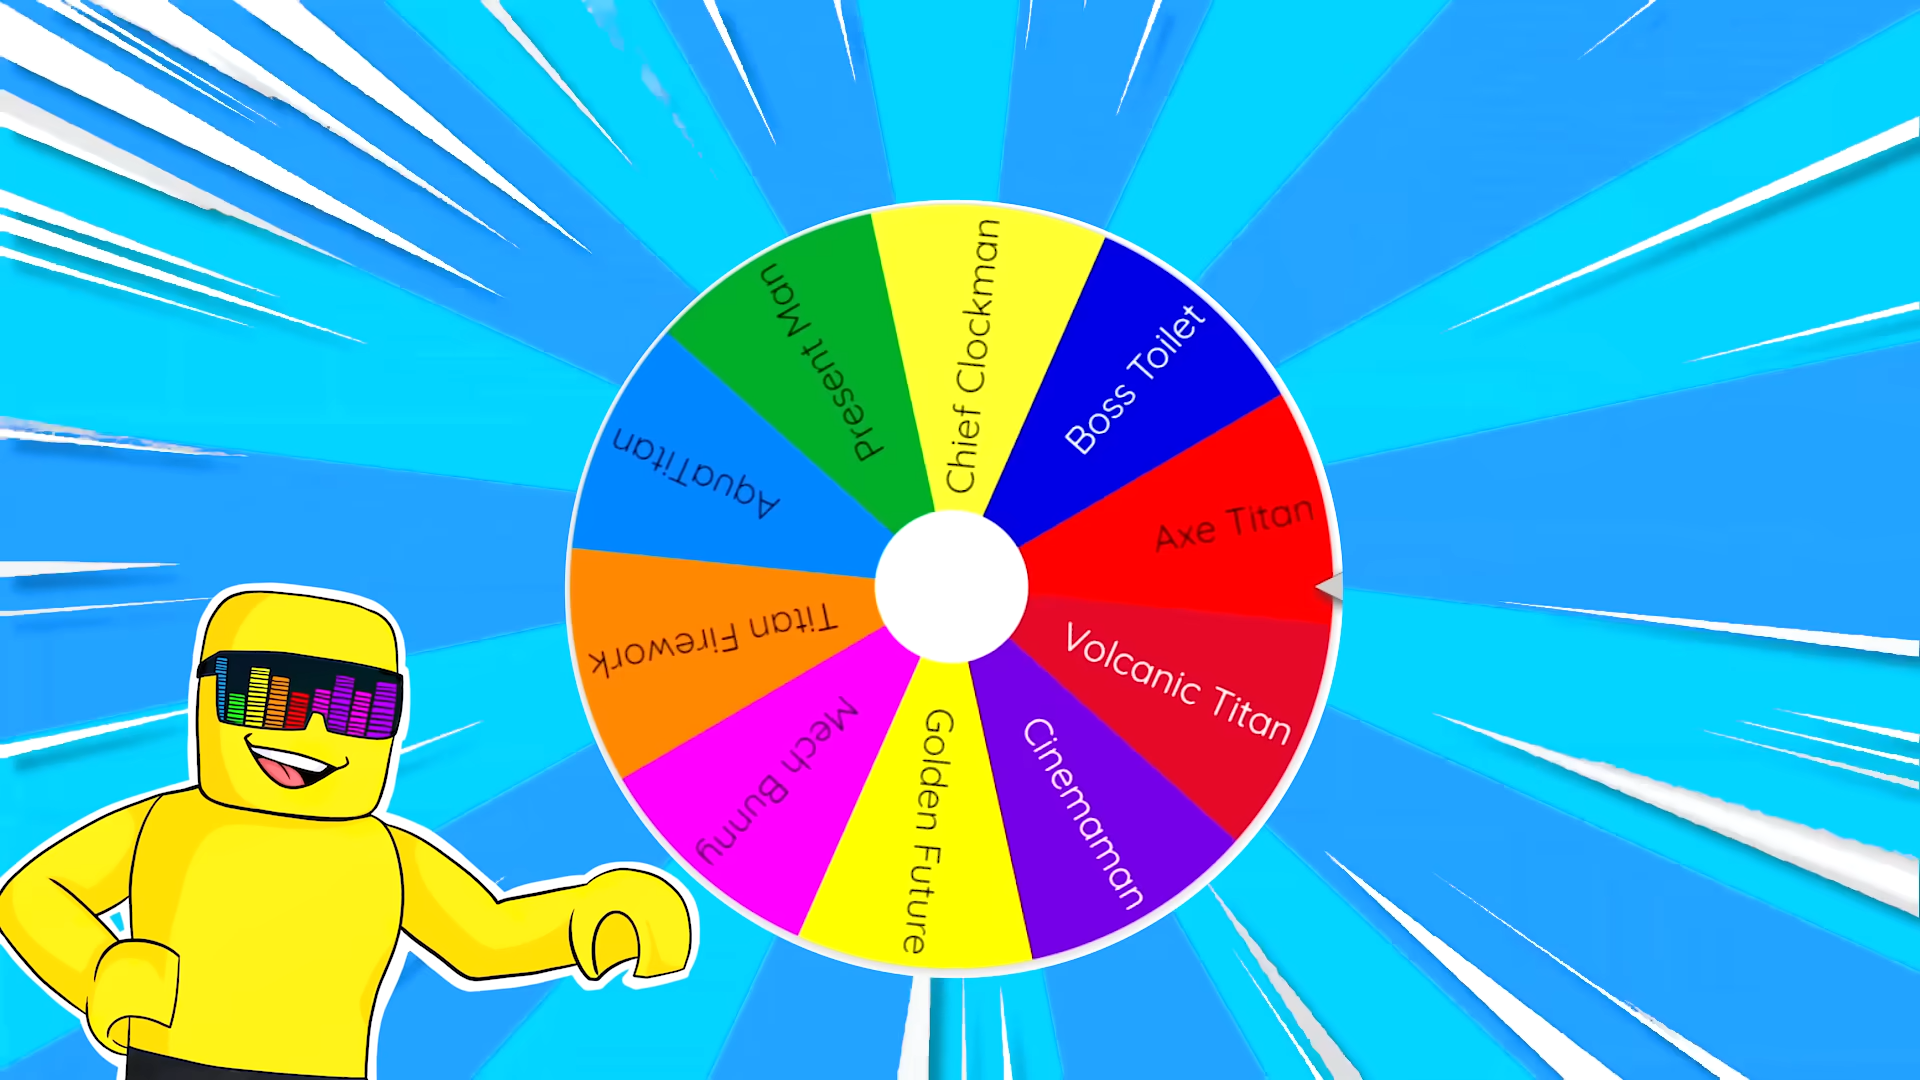 Chief Clockman
Boss Toilet
Axe Titan
Volcanic Titan
Cinemaman
Golden Future
Mech Bunny
Titan Firework
AquaTitan
Present Man